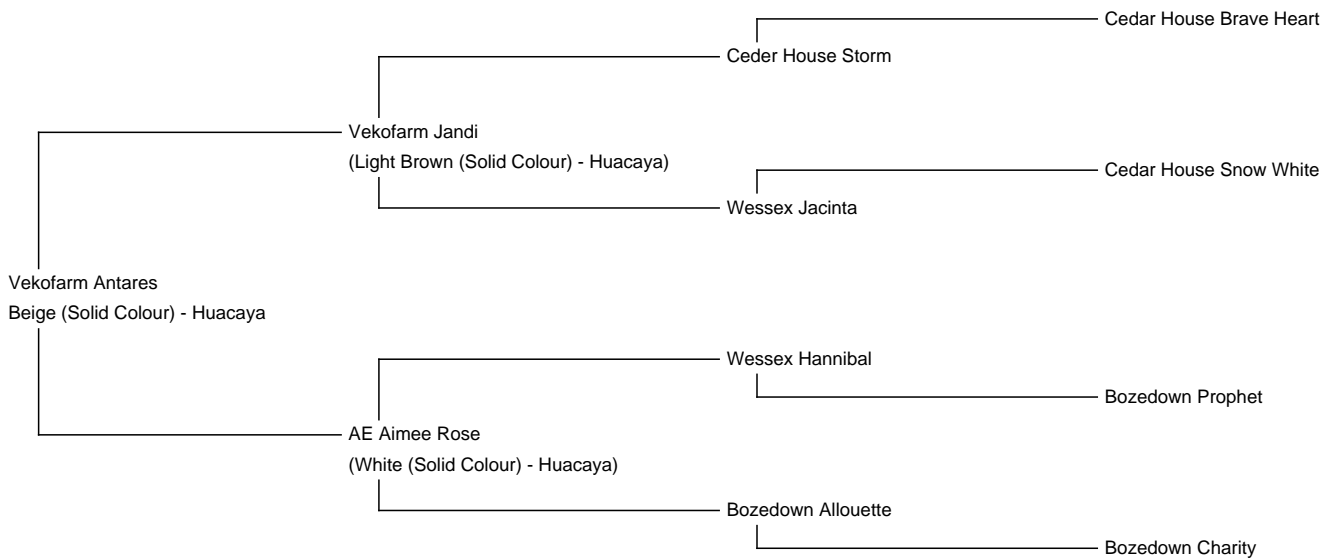 Cedar House Brave Heart
Ceder House Storm
Vekofarm Jandi
(Light Brown (Solid Colour) - Huacaya)
Cedar House Snow White
Wessex Jacinta
Vekofarm Antares
Beige (Solid Colour) - Huacaya
Wessex Hannibal
Bozedown Prophet
AE Aimee Rose
(White (Solid Colour) - Huacaya)
Bozedown Allouette
Bozedown Charity